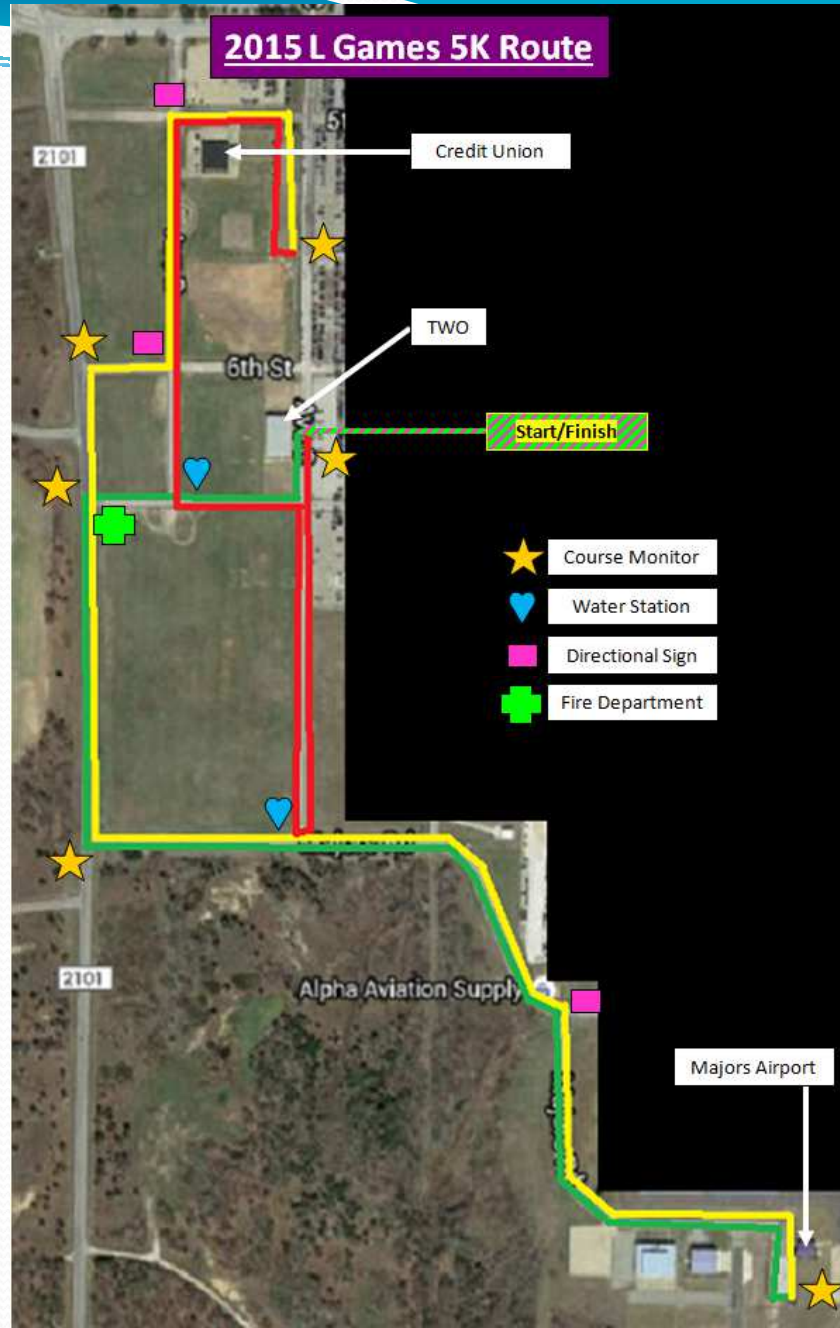 2015 L Games 5K Route
2101
Credit Union
TWO
6th St
Start/Finish
Course Monitor
Water Station
Directional Sign
Fire Department
2101
Alpha Aviation Supply
Majors Airport